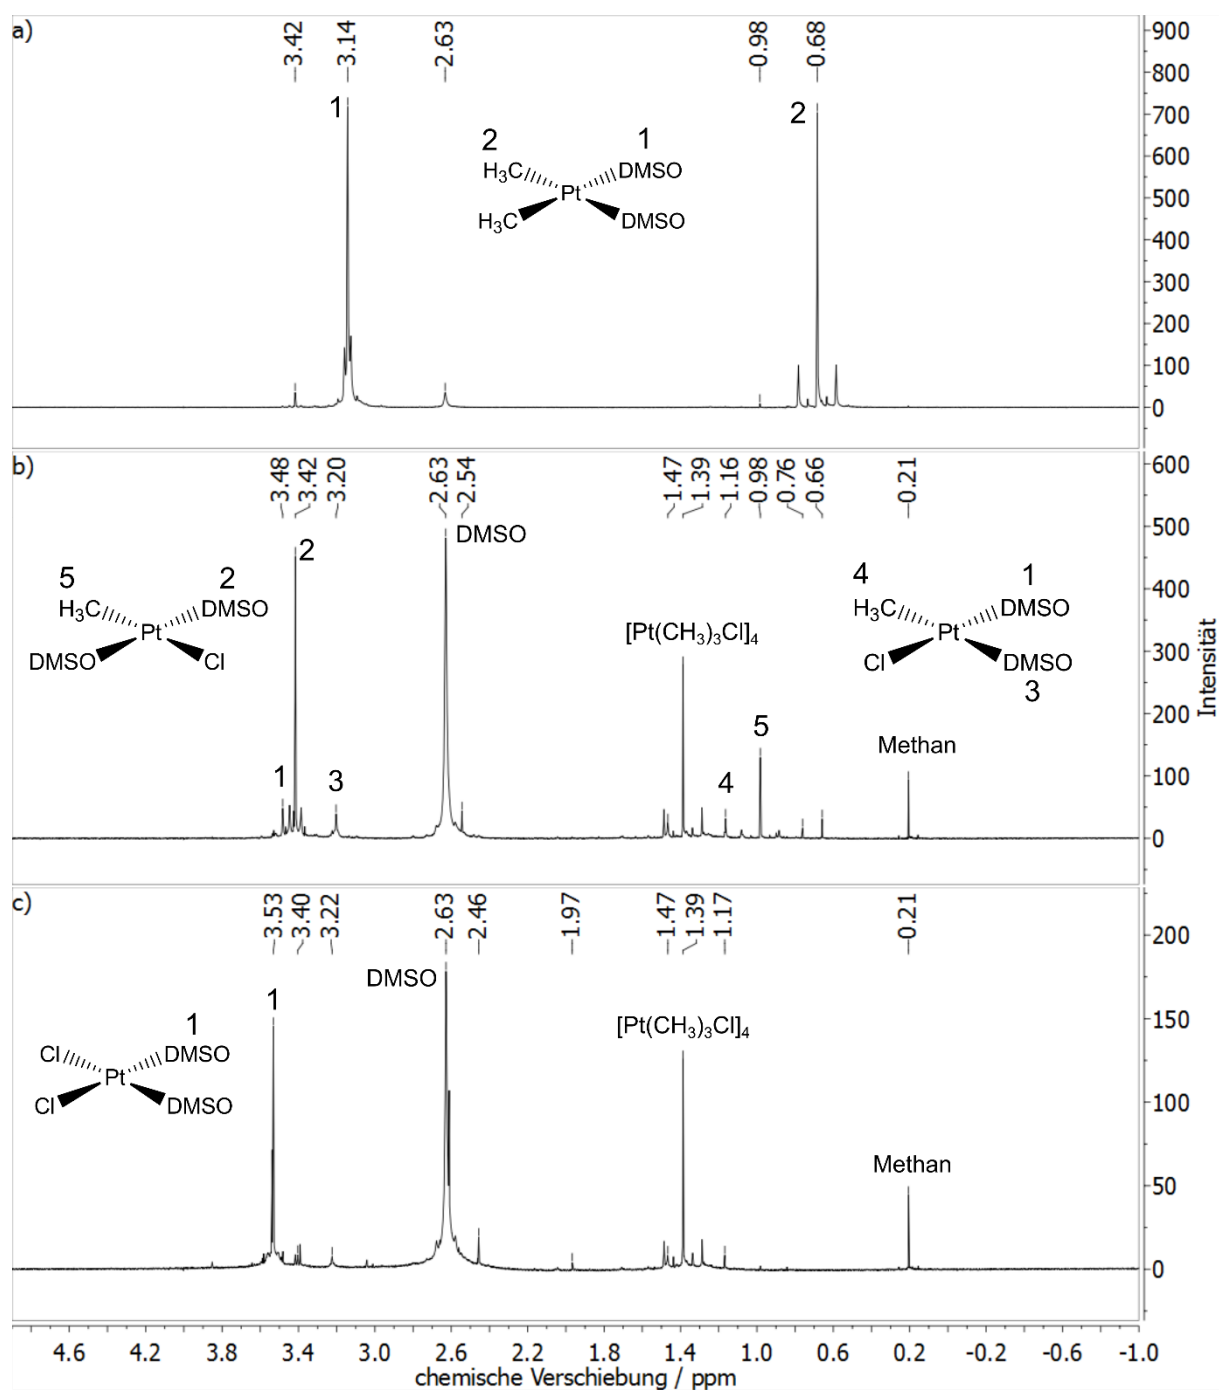 a)
3.42 3.14 2.63 0.98 0.68
1
2
2 1
H₃C Pt DMSO
H₃C DMSO
900
800
700
600
500
400
300
200
100
0
b)
3.48 3.42 3.20 2.63 2.54 1.47 1.39 1.16 0.98 0.76 0.66 0.21
2
DMSO
5 2
H₃C DMSO
Pt
DMSO Cl
[Pt(CH₃)₃Cl]₄
4 1
H₃C DMSO
Pt
Cl DMSO
3
1
3
4
5
Methan
600
500
400
300
200
100
0
Intensität
c)
3.53 3.40 3.22 2.63 2.46 1.97 1.47 1.39 1.17 0.21
DMSO
1
1
Cl DMSO
Pt
Cl DMSO
[Pt(CH₃)₃Cl]₄
Methan
200
150
100
50
0
4.6 4.2 3.8 3.4 3.0 2.6 2.2 1.8 1.4 1.0 0.6 0.2 -0.2 -0.6 -1.0
chemische Verschiebung / ppm